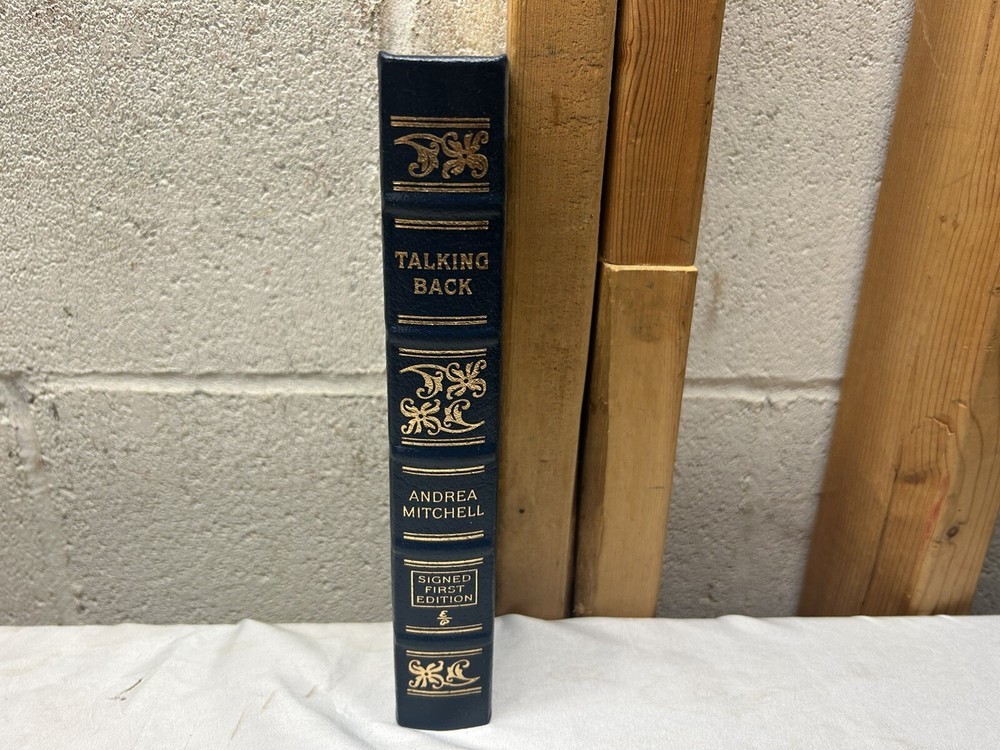 TALKING
BACK
ANDREA
MITCHELL
SIGNED
FIRST
EDITION
E
P